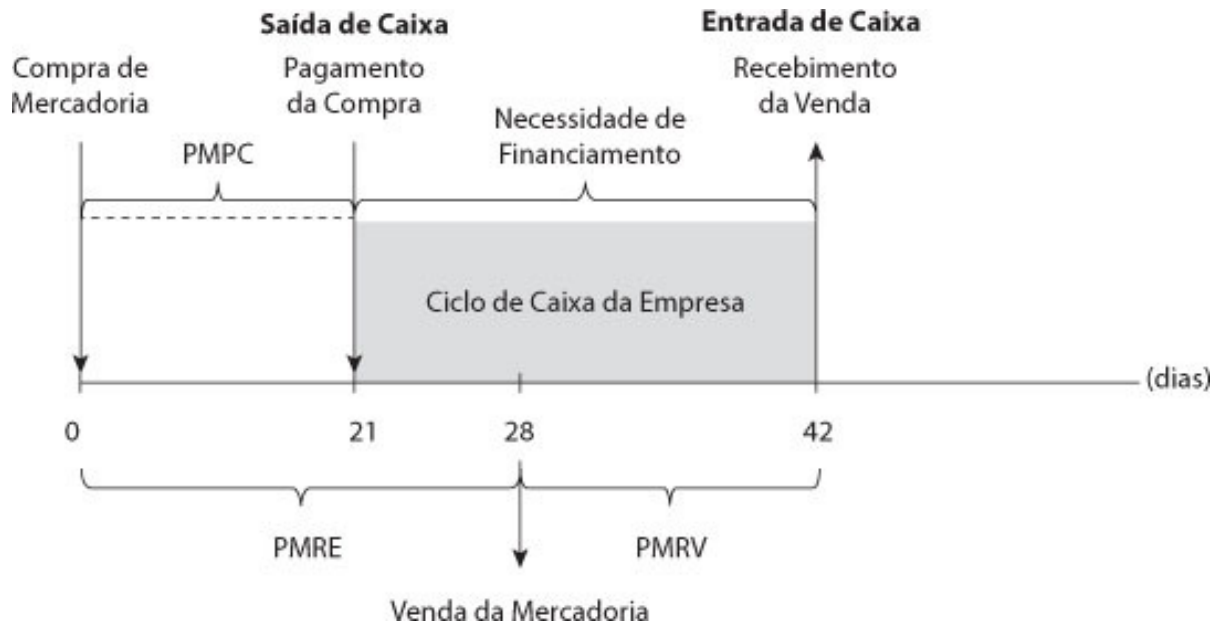 Saída de Caixa
Entrada de Caixa
Compra de
Mercadoria
Pagamento
da Compra
Recebimento
da Venda
Necessidade de
Financiamento
PMPC
Ciclo de Caixa da Empresa
(dias)
0
21
28
42
PMRE
PMRV
Venda da Mercadoria